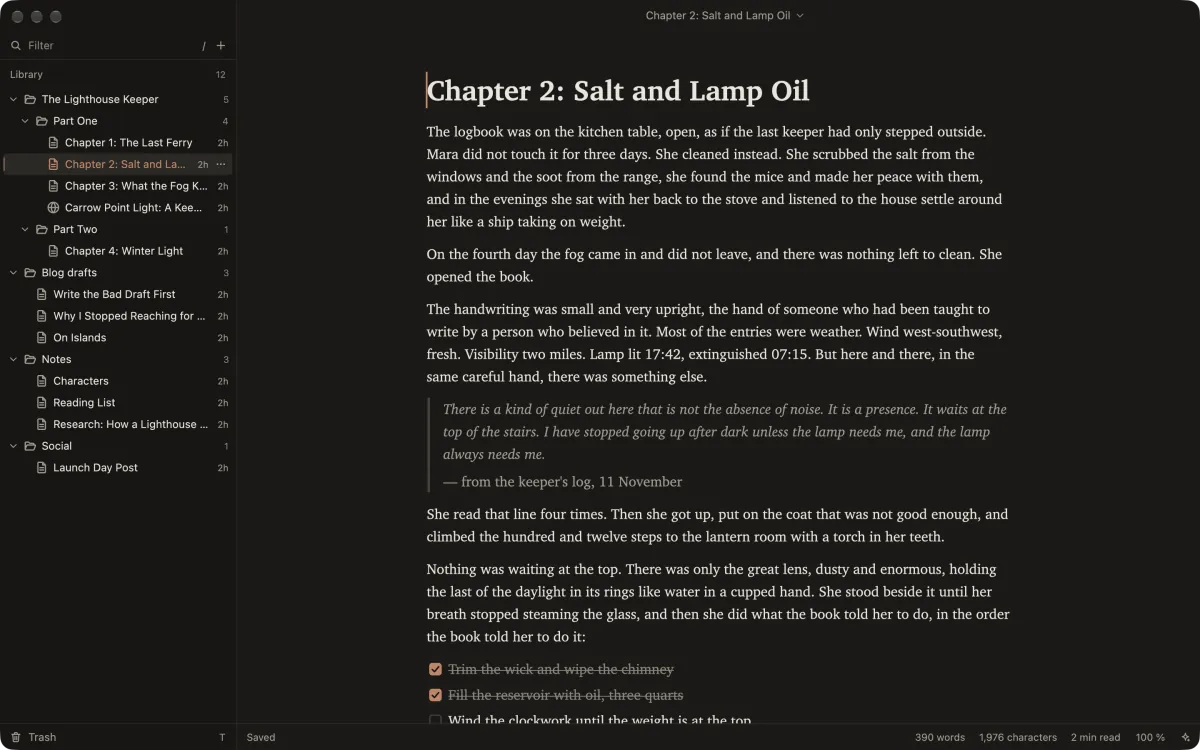 Chapter 2: Salt and Lamp Oil
Filter
/
Library 12
The Lighthouse Keeper 5
Part One 4
Chapter 1: The Last Ferry 2h
Chapter 2: Salt and La... 2h ...
Chapter 3: What the Fog K... 2h
Carrow Point Light: A Kee... 2h
Part Two 1
Chapter 4: Winter Light 2h
Blog drafts 3
Write the Bad Draft First 2h
Why I Stopped Reaching for ... 2h
On Islands 2h
Notes 3
Characters 2h
Reading List 2h
Research: How a Lighthouse ... 2h
Social 1
Launch Day Post 2h
Trash T
Chapter 2: Salt and Lamp Oil
The logbook was on the kitchen table, open, as if the last keeper had only stepped outside.
Mara did not touch it for three days. She cleaned instead. She scrubbed the salt from the
windows and the soot from the range, she found the mice and made her peace with them,
and in the evenings she sat with her back to the stove and listened to the house settle around
her like a ship taking on weight.
On the fourth day the fog came in and did not leave, and there was nothing left to clean. She
opened the book.
The handwriting was small and very upright, the hand of someone who had been taught to
write by a person who believed in it. Most of the entries were weather. Wind west-southwest,
fresh. Visibility two miles. Lamp lit 17:42, extinguished 07:15. But here and there, in the
same careful hand, there was something else.
There is a kind of quiet out here that is not the absence of noise. It is a presence. It waits at the
top of the stairs. I have stopped going up after dark unless the lamp needs me, and the lamp
always needs me.
— from the keeper's log, 11 November
She read that line four times. Then she got up, put on the coat that was not good enough, and
climbed the hundred and twelve steps to the lantern room with a torch in her teeth.
Nothing was waiting at the top. There was only the great lens, dusty and enormous, holding
the last of the daylight in its rings like water in a cupped hand. She stood beside it until her
breath stopped steaming the glass, and then she did what the book told her to do, in the order
the book told her to do it:
Trim the wick and wipe the chimney
Fill the reservoir with oil, three quarts
Wind the clockwork until the weight is at the top
Saved 390 words 1,976 characters 2 min read 100 %